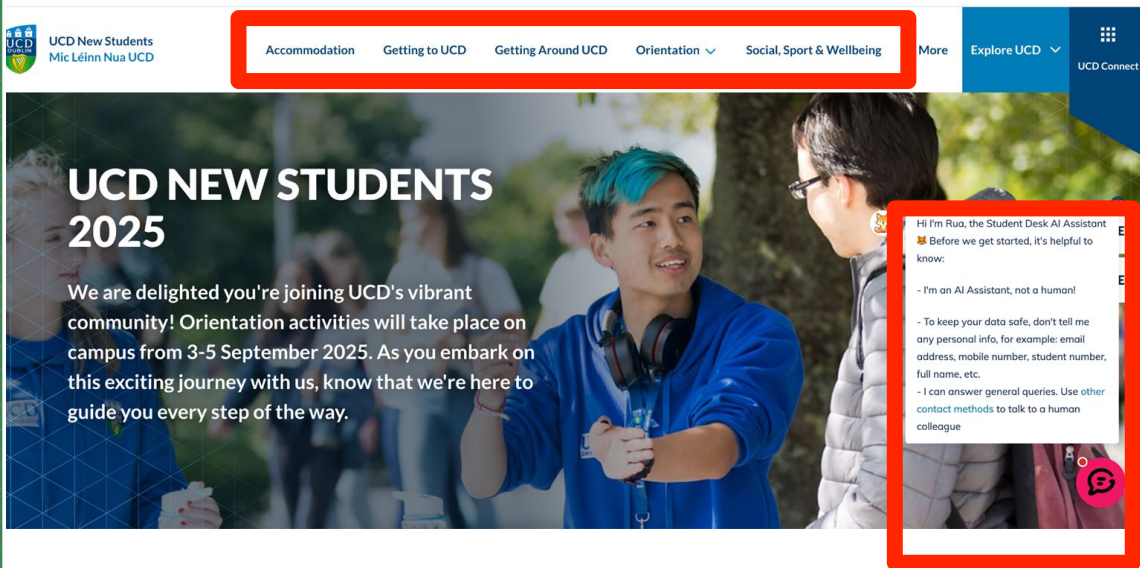 UCD
DUBLIN
UCD New Students
Mic Léinn Nua UCD
Accommodation
Getting to UCD
Getting Around UCD
Orientation
Social, Sport & Wellbeing
More
Explore UCD
UCD Connect
UCD NEW STUDENTS
2025
We are delighted you're joining UCD's vibrant
community! Orientation activities will take place on
campus from 3-5 September 2025. As you embark on
this exciting journey with us, know that we're here to
guide you every step of the way.
Hi I'm Rua, the Student Desk AI Assistant
🦊 Before we get started, it's helpful to
know:
- I'm an AI Assistant, not a human!
- To keep your data safe, don't tell me
any personal info, for example: email
address, mobile number, student number,
full name, etc.
- I can answer general queries. Use other
contact methods to talk to a human
colleague
E
E